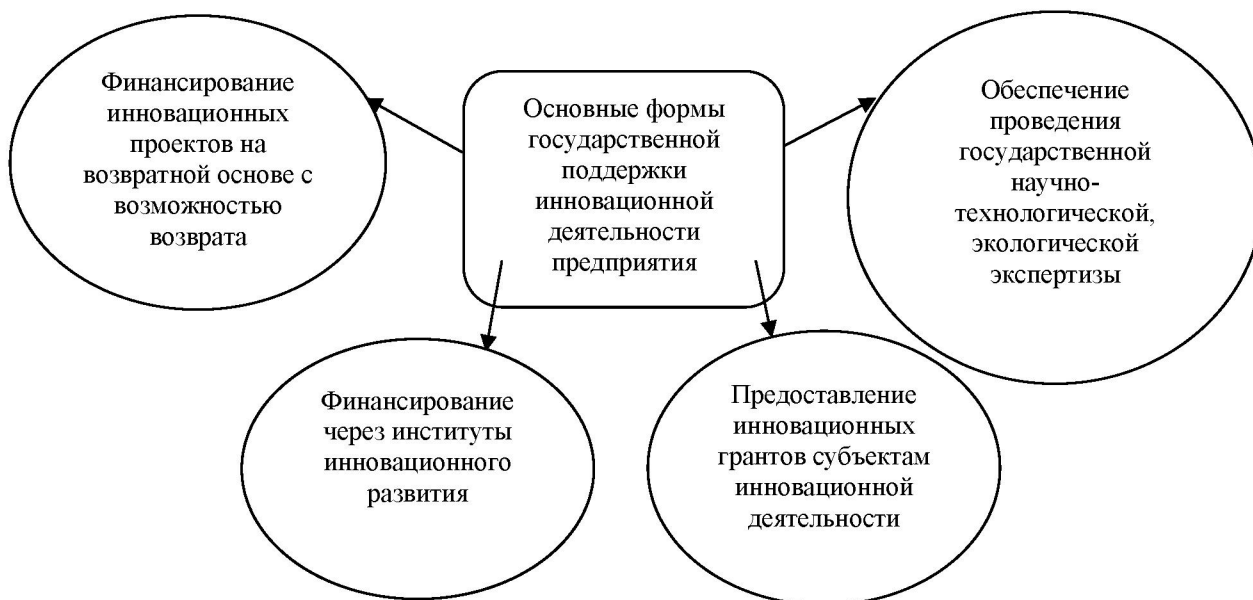 Финансирование
инновационных
проектов на
возвратной основе с
возможностью
возврата
Основные формы
государственной
поддержки
инновационной
деятельности
предприятия
Обеспечение
проведения
государственной
научно-
технологической,
экологической
экспертизы
Финансирование
через институты
инновационного
развития
Предоставление
инновационных
грантов субъектам
инновационной
деятельности